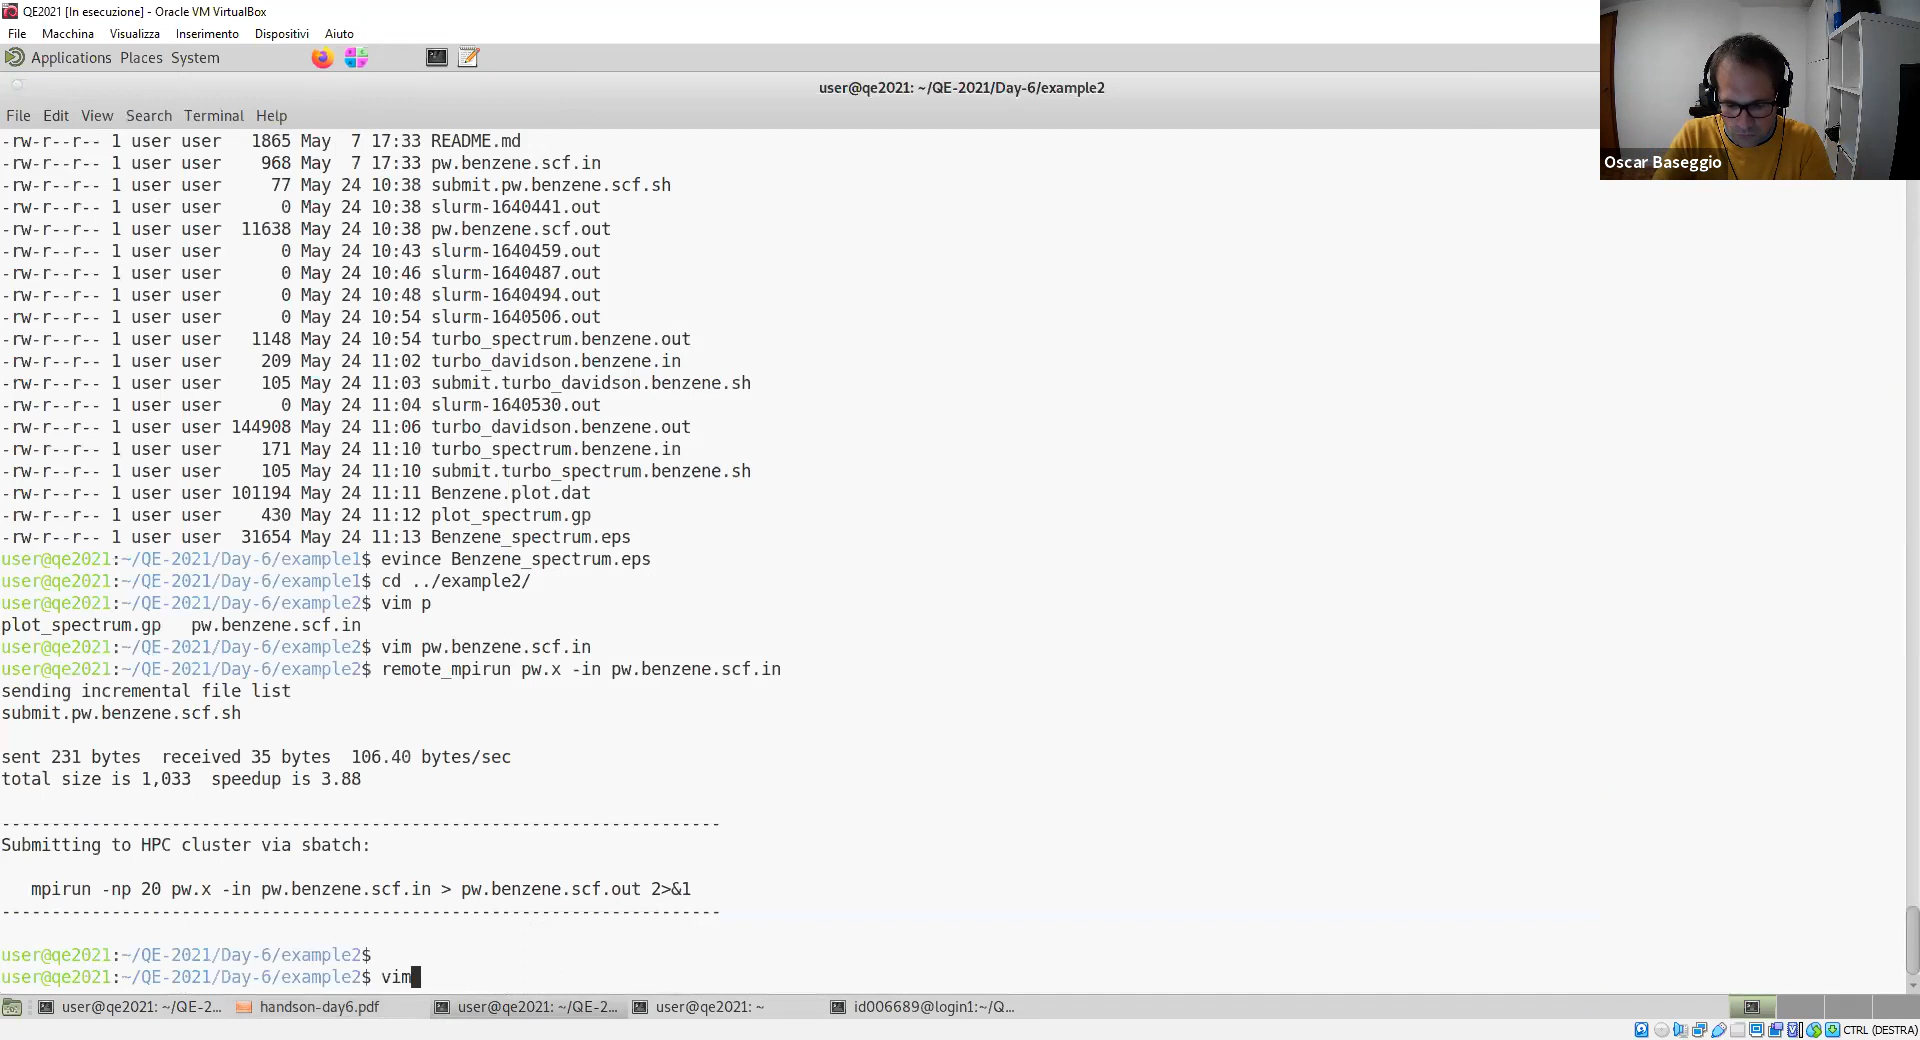 QE2021 [In esecuzione] - Oracle VM VirtualBox
File Macchina Visualizza Inserimento Dispositivi Aiuto
Applications Places System
user@qe2021: ~/QE-2021/Day-6/example2
File Edit View Search Terminal Help
Oscar Baseggio
-rw-r--r-- 1 user user   1865 May  7 17:33 README.md
-rw-r--r-- 1 user user    968 May  7 17:33 pw.benzene.scf.in
-rw-r--r-- 1 user user     77 May 24 10:38 submit.pw.benzene.scf.sh
-rw-r--r-- 1 user user      0 May 24 10:38 slurm-1640441.out
-rw-r--r-- 1 user user  11638 May 24 10:38 pw.benzene.scf.out
-rw-r--r-- 1 user user      0 May 24 10:43 slurm-1640459.out
-rw-r--r-- 1 user user      0 May 24 10:46 slurm-1640487.out
-rw-r--r-- 1 user user      0 May 24 10:48 slurm-1640494.out
-rw-r--r-- 1 user user      0 May 24 10:54 slurm-1640506.out
-rw-r--r-- 1 user user   1148 May 24 10:54 turbo_spectrum.benzene.out
-rw-r--r-- 1 user user    209 May 24 11:02 turbo_davidson.benzene.in
-rw-r--r-- 1 user user    105 May 24 11:03 submit.turbo_davidson.benzene.sh
-rw-r--r-- 1 user user      0 May 24 11:04 slurm-1640530.out
-rw-r--r-- 1 user user 144908 May 24 11:06 turbo_davidson.benzene.out
-rw-r--r-- 1 user user    171 May 24 11:10 turbo_spectrum.benzene.in
-rw-r--r-- 1 user user    105 May 24 11:10 submit.turbo_spectrum.benzene.sh
-rw-r--r-- 1 user user 101194 May 24 11:11 Benzene.plot.dat
-rw-r--r-- 1 user user    430 May 24 11:12 plot_spectrum.gp
-rw-r--r-- 1 user user  31654 May 24 11:13 Benzene_spectrum.eps
user@qe2021:~/QE-2021/Day-6/example1$ evince Benzene_spectrum.eps
user@qe2021:~/QE-2021/Day-6/example1$ cd ../example2/
user@qe2021:~/QE-2021/Day-6/example2$ vim p
plot_spectrum.gp   pw.benzene.scf.in
user@qe2021:~/QE-2021/Day-6/example2$ vim pw.benzene.scf.in
user@qe2021:~/QE-2021/Day-6/example2$ remote_mpirun pw.x -in pw.benzene.scf.in
sending incremental file list
submit.pw.benzene.scf.sh
sent 231 bytes  received 35 bytes  106.40 bytes/sec
total size is 1,033  speedup is 3.88
------------------------------------------------------------------------
Submitting to HPC cluster via sbatch:
mpirun -np 20 pw.x -in pw.benzene.scf.in > pw.benzene.scf.out 2>&1
------------------------------------------------------------------------
user@qe2021:~/QE-2021/Day-6/example2$
user@qe2021:~/QE-2021/Day-6/example2$ vim
user@qe2021: ~/QE-2... handson-day6.pdf user@qe2021: ~/QE-2... user@qe2021: ~ id006689@login1:~/Q...
CTRL (DESTRA)